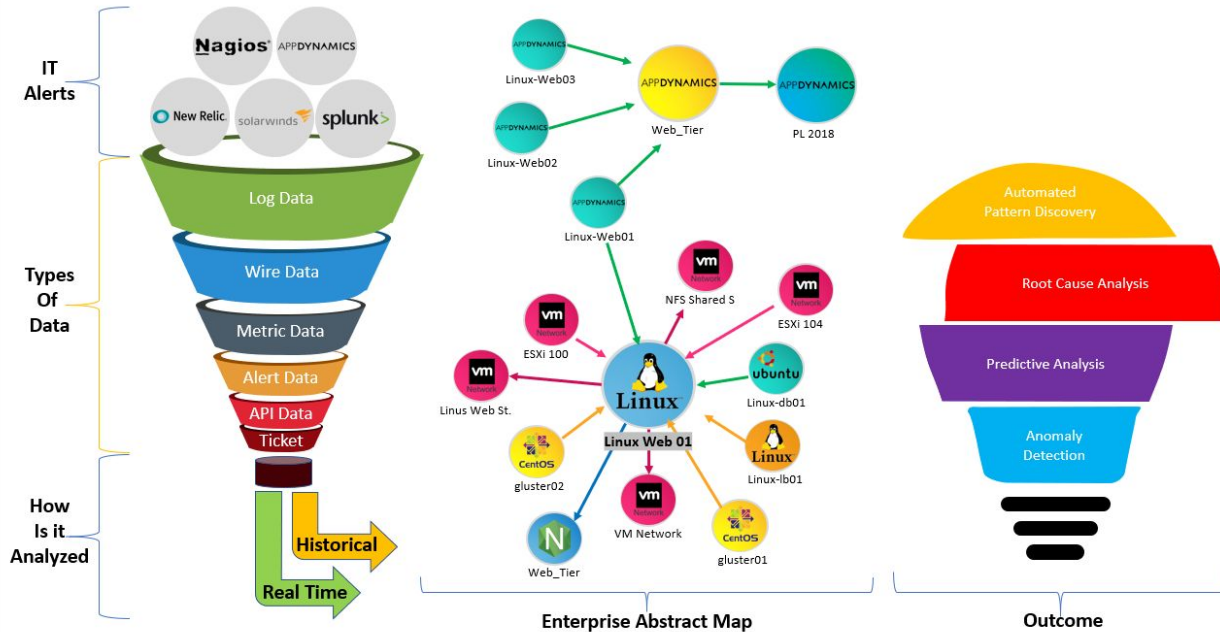 IT
Alerts
Nagios®
APPDYNAMICS
New Relic.
solarwinds
splunk>
Types
Of
Data
Log Data
Wire Data
Metric Data
Alert Data
API Data
Ticket
How
Is it
Analyzed
Historical
Real Time
APPDYNAMICS
Linux-Web03
APPDYNAMICS
Linux-Web02
APPDYNAMICS
Web_Tier
APPDYNAMICS
PL 2018
APPDYNAMICS
Linux-Web01
vm
Network
NFS Shared S
vm
Network
ESXi 104
vm
Network
ESXi 100
vm
Network
Linus Web St.
Linux
Linux Web 01
ubuntu
Linux-db01
Linux
Linux-lb01
CentOS
gluster02
vm
Network
VM Network
CentOS
gluster01
N
Web_Tier
Enterprise Abstract Map
Automated
Pattern Discovery
Root Cause Analysis
Predictive Analysis
Anomaly
Detection
Outcome